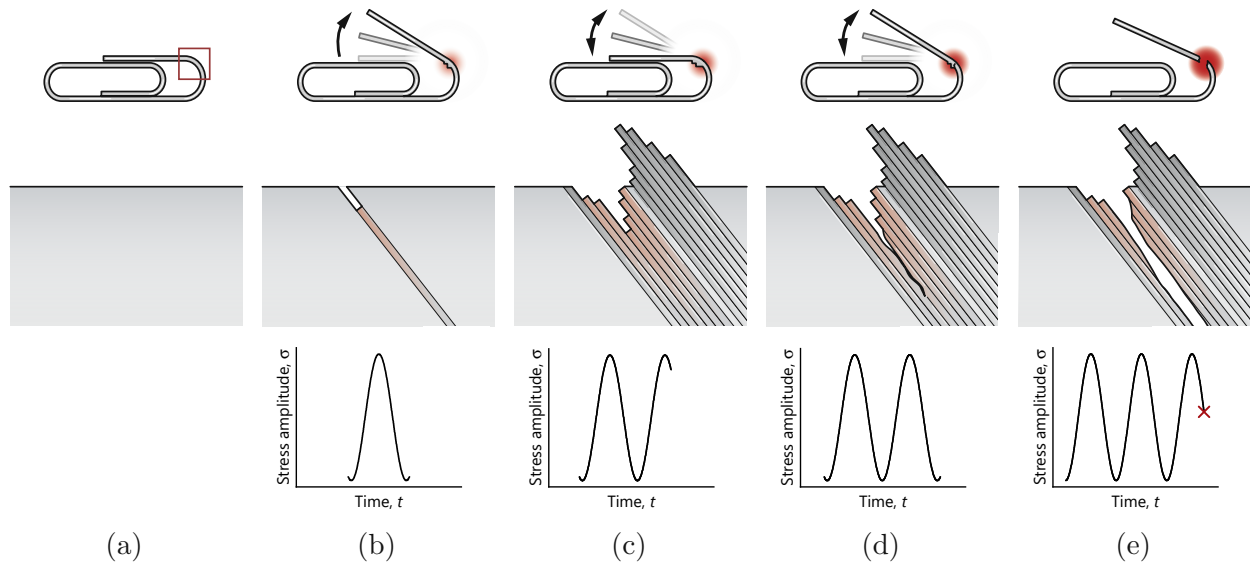 Stress amplitude, σ
Time, t
Stress amplitude, σ
Time, t
Stress amplitude, σ
Time, t
Stress amplitude, σ
Time, t
(a)
(b)
(c)
(d)
(e)